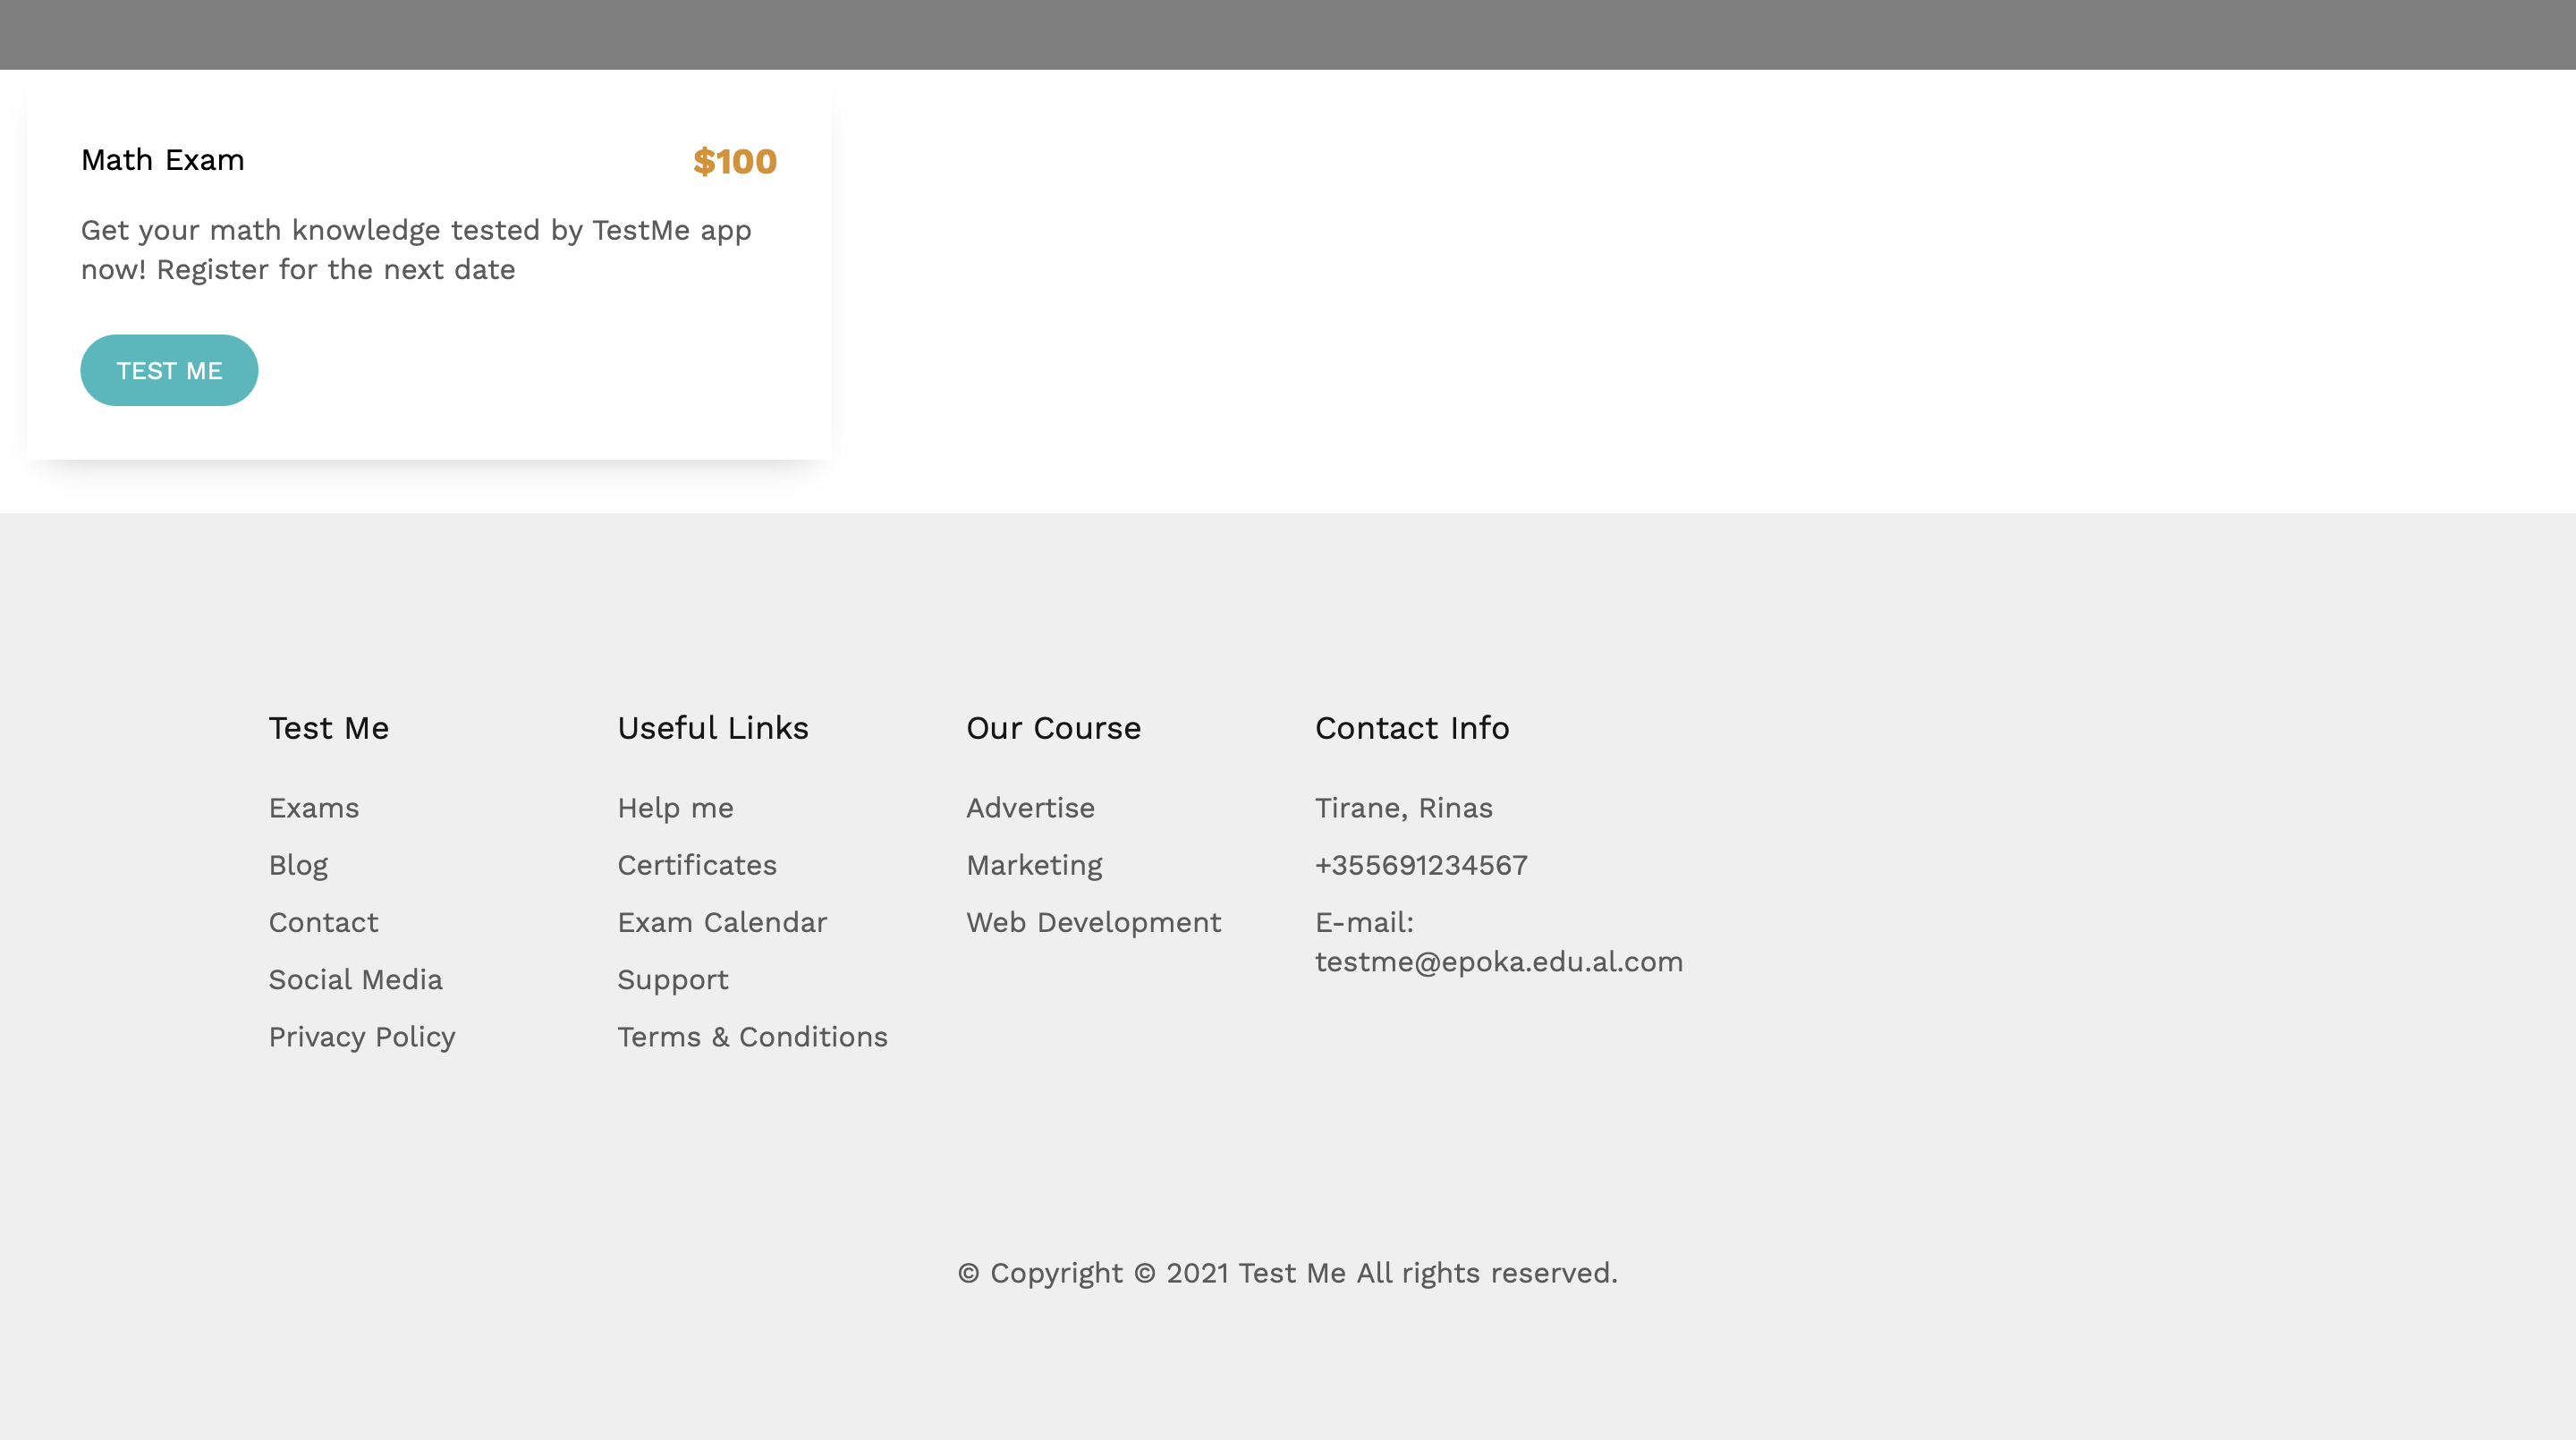 Math Exam
$100
Get your math knowledge tested by TestMe app
now! Register for the next date
TEST ME
Test Me
Exams
Blog
Contact
Social Media
Privacy Policy
Useful Links
Help me
Certificates
Exam Calendar
Support
Terms & Conditions
Our Course
Advertise
Marketing
Web Development
Contact Info
Tirane, Rinas
+355691234567
E-mail:
testme@epoka.edu.al.com
© Copyright © 2021 Test Me All rights reserved.